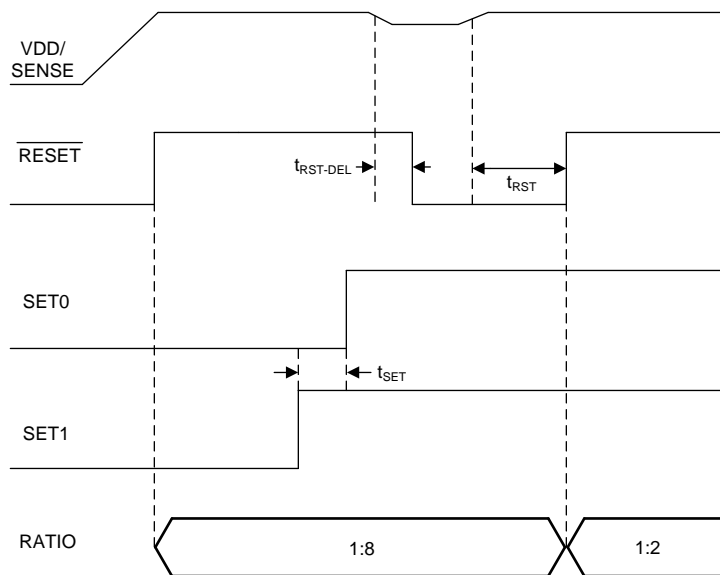 VDD/
SENSE
RESET
tRST-DEL
tRST
SET0
tSET
SET1
RATIO
1:8
1:2